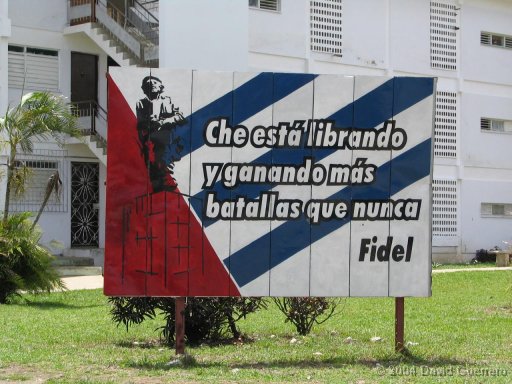 Che está librando
y ganando más
batallas que nunca
Fidel
© 2004 David Guerrero